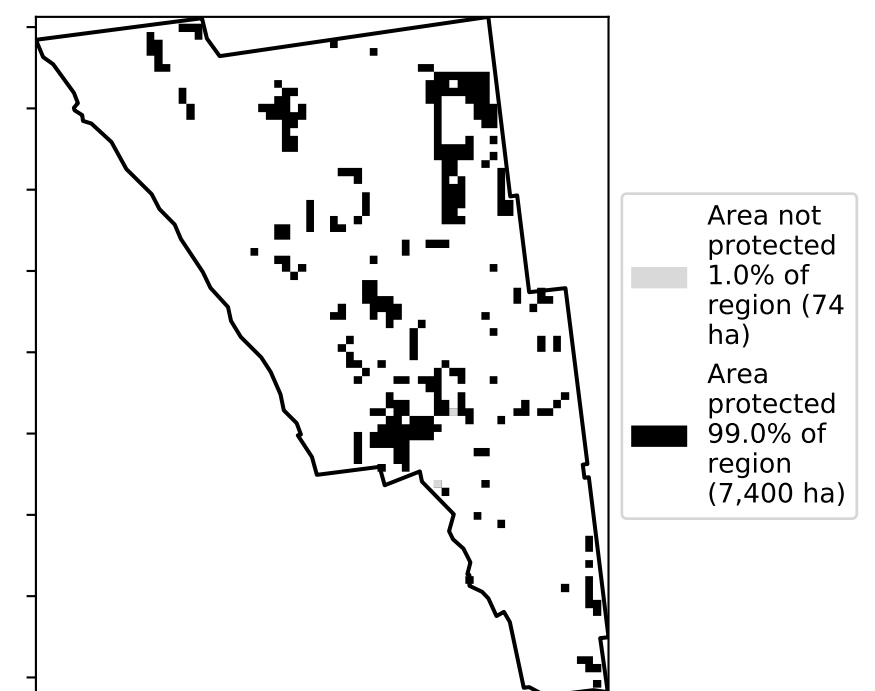 Area not
protected
1.0% of
region (74
ha)
Area
protected
99.0% of
region
(7,400 ha)